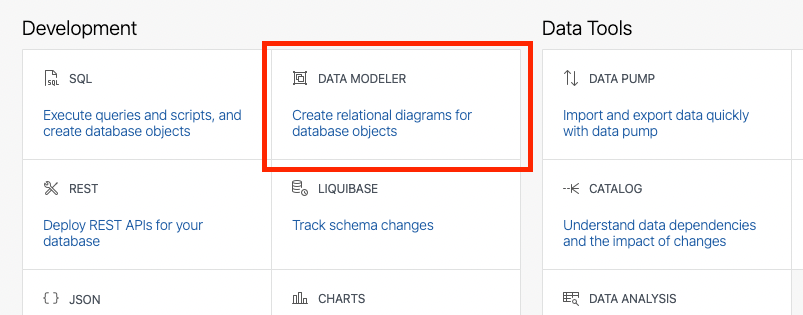 Development
SQL
Execute queries and scripts, and
create database objects
DATA MODELER
Create relational diagrams for
database objects
REST
Deploy REST APIs for your
database
LIQUIBASE
Track schema changes
JSON
CHARTS
Data Tools
DATA PUMP
Import and export data quickly
with data pump
CATALOG
Understand data dependencies
and the impact of changes
DATA ANALYSIS